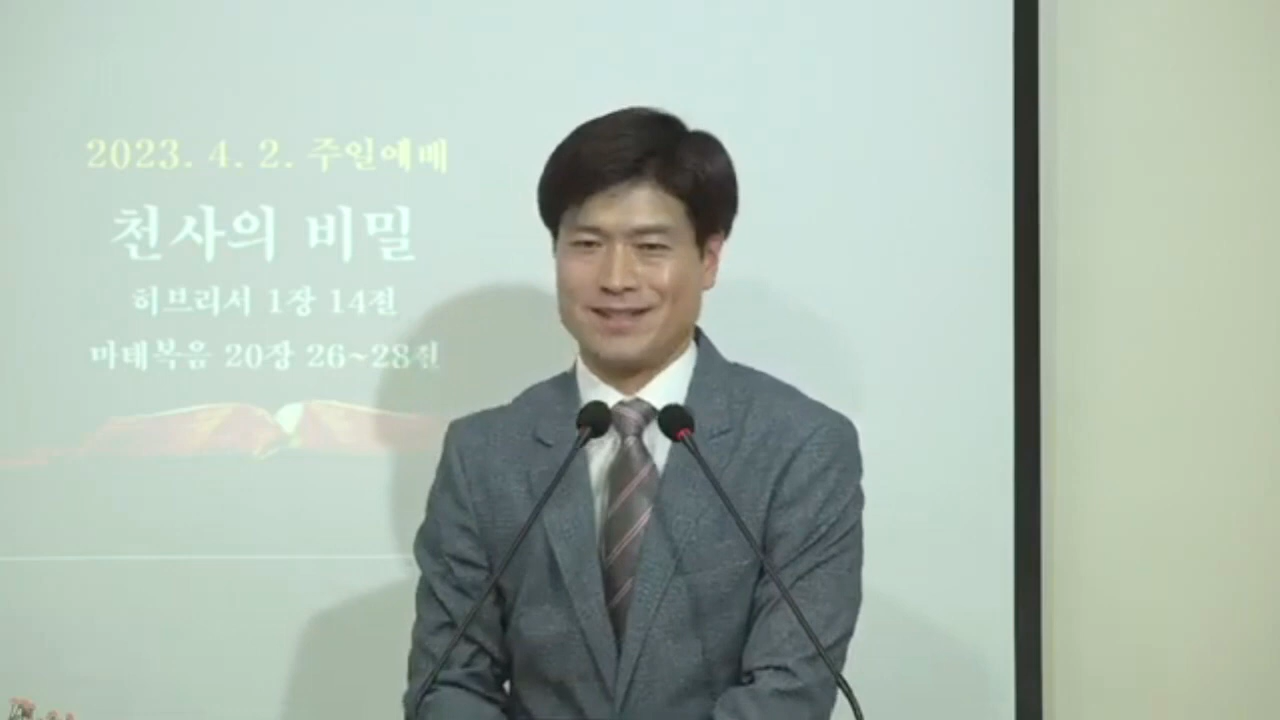 2023. 4. 2. 주일예배
천사의 비밀
히브리서 1장 14절
마태복음 20장 26~28절